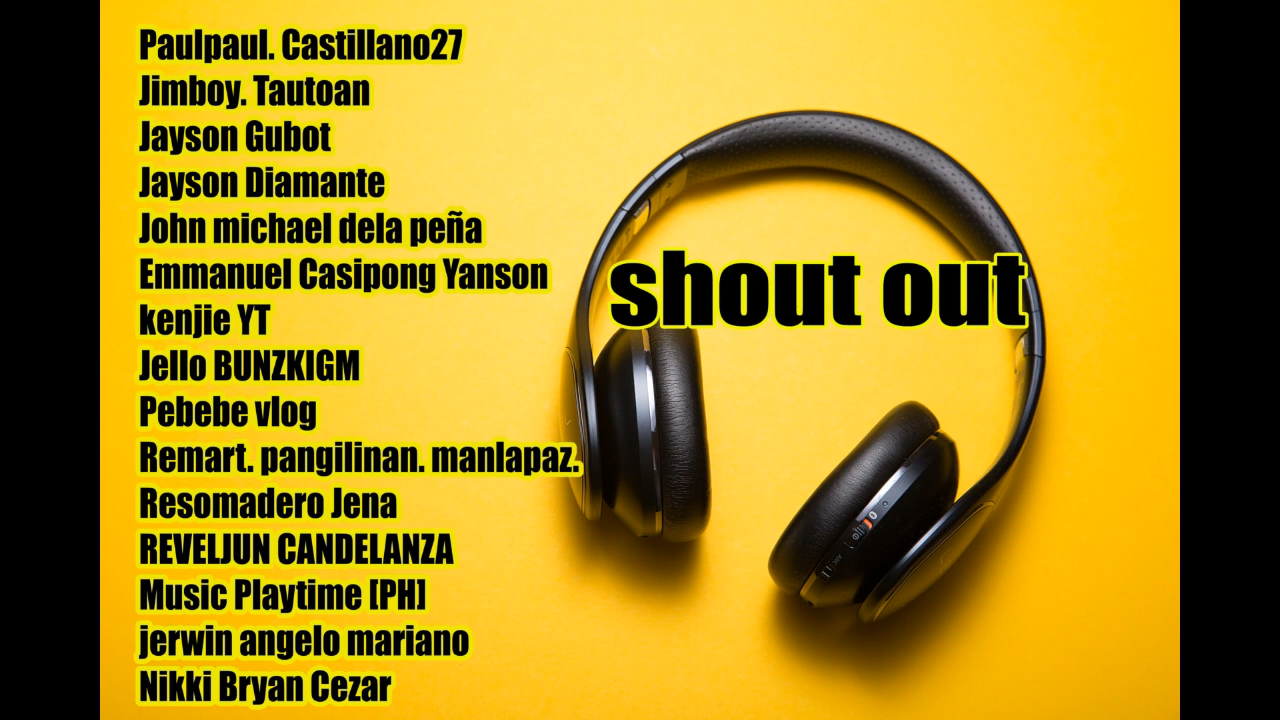 Paulpaul. Castillano27
Jimboy. Tautoan
Jayson Gubot
Jayson Diamante
John michael dela peña
Emmanuel Casipong Yanson
kenjie YT
Jello BUNZKIGM
Pebebe vlog
Remart. pangilinan. manlapaz.
Resomadero Jena
REVELJUN CANDELANZA
Music Playtime [PH]
jerwin angelo mariano
Nikki Bryan Cezar
shout out